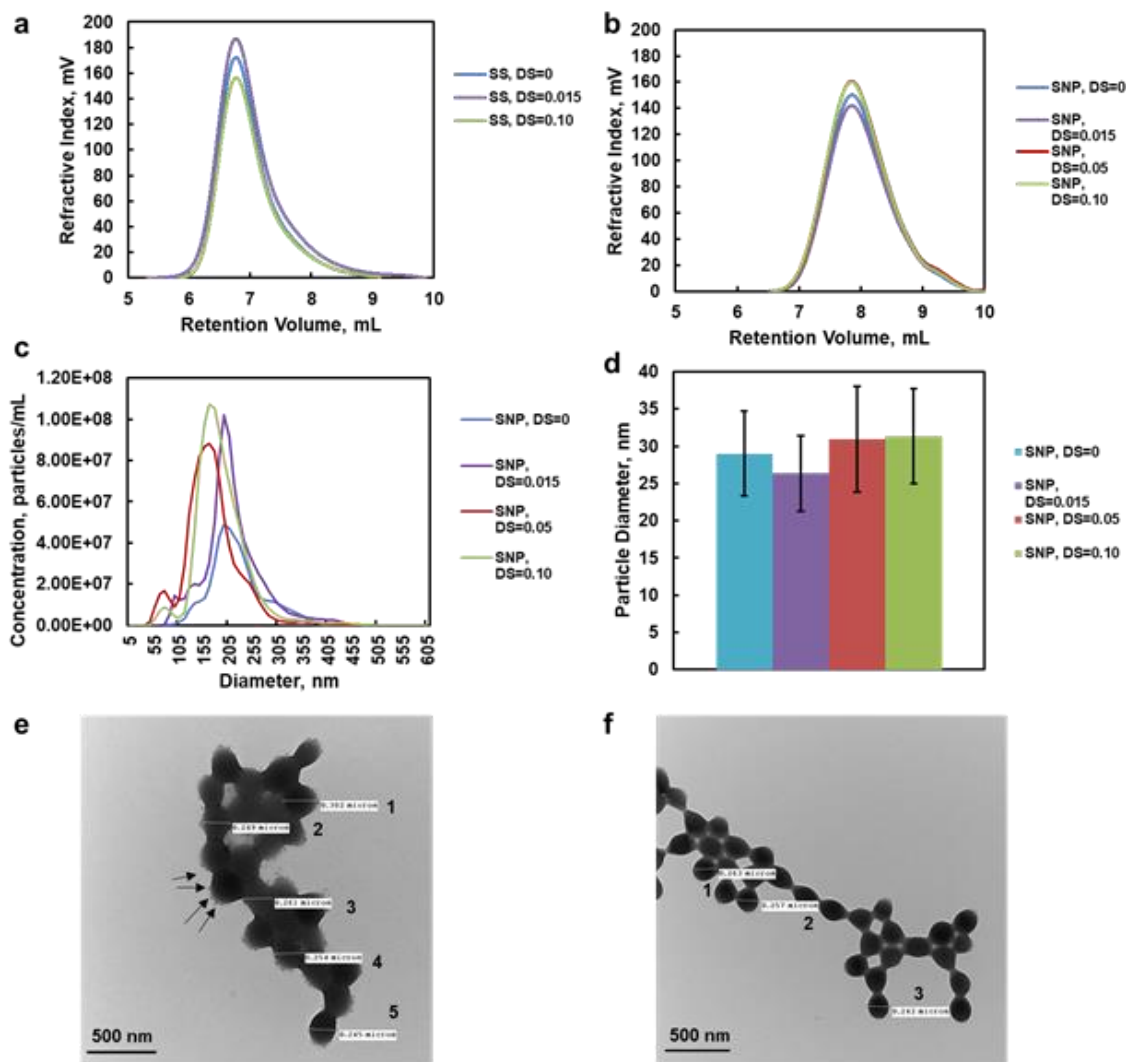 a
200
180
160
140
120
100
80
60
40
20
0
Refractive Index, mV
5 6 7 8 9 10
Retention Volume, mL
SS, DS=0
SS, DS=0.015
SS, DS=0.10
b
200
180
160
140
120
100
80
60
40
20
0
Refractive Index, mV
5 6 7 8 9 10
Retention Volume, mL
SNP, DS=0
SNP,
DS=0.015
SNP,
DS=0.05
SNP,
DS=0.10
c
1.20E+08
1.00E+08
8.00E+07
6.00E+07
4.00E+07
2.00E+07
0.00E+00
Concentration, particles/mL
5 55 105 155 205 255 305 355 405 455 505 555 605
Diameter, nm
SNP, DS=0
SNP,
DS=0.015
SNP,
DS=0.05
SNP,
DS=0.10
d
40
35
30
25
20
15
10
5
0
Particle Diameter, nm
SNP, DS=0
SNP,
DS=0.015
SNP, DS=0.05
SNP, DS=0.10
e
1
2
microm
3
microm
4
microm
5
microm
500 nm
f
microm
1
microm
2
3
microm
500 nm